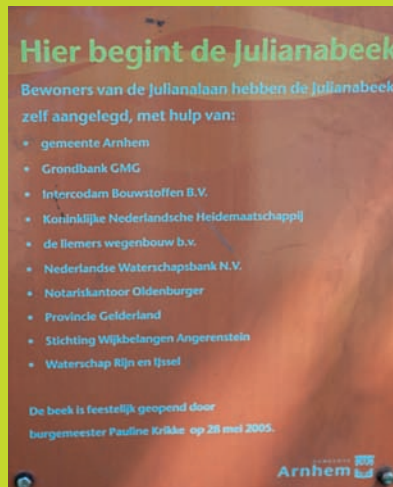 Hier begint de Julianabeek
Bewoners van de Julianalaan hebben de Julianabeek
zelf aangelegd, met hulp van:
• gemeente Arnhem
• Grondbank GMG
• Intercodam Bouwstoffen B.V.
• Koninklijke Nederlandsche Heidemaatschappij
• de liemers wegenbouw b.v.
• Nederlandse Waterschapsbank N.V.
• Notariskantoor Oldenburger
• Provincie Gelderland
• Stichting Wijkbelangen Angerenstein
• Waterschap Rijn en IJssel
De beek is feestelijk geopend door
burgemeester Pauline Krikke op 28 mei 2005.
GEMEENTE
Arnhem